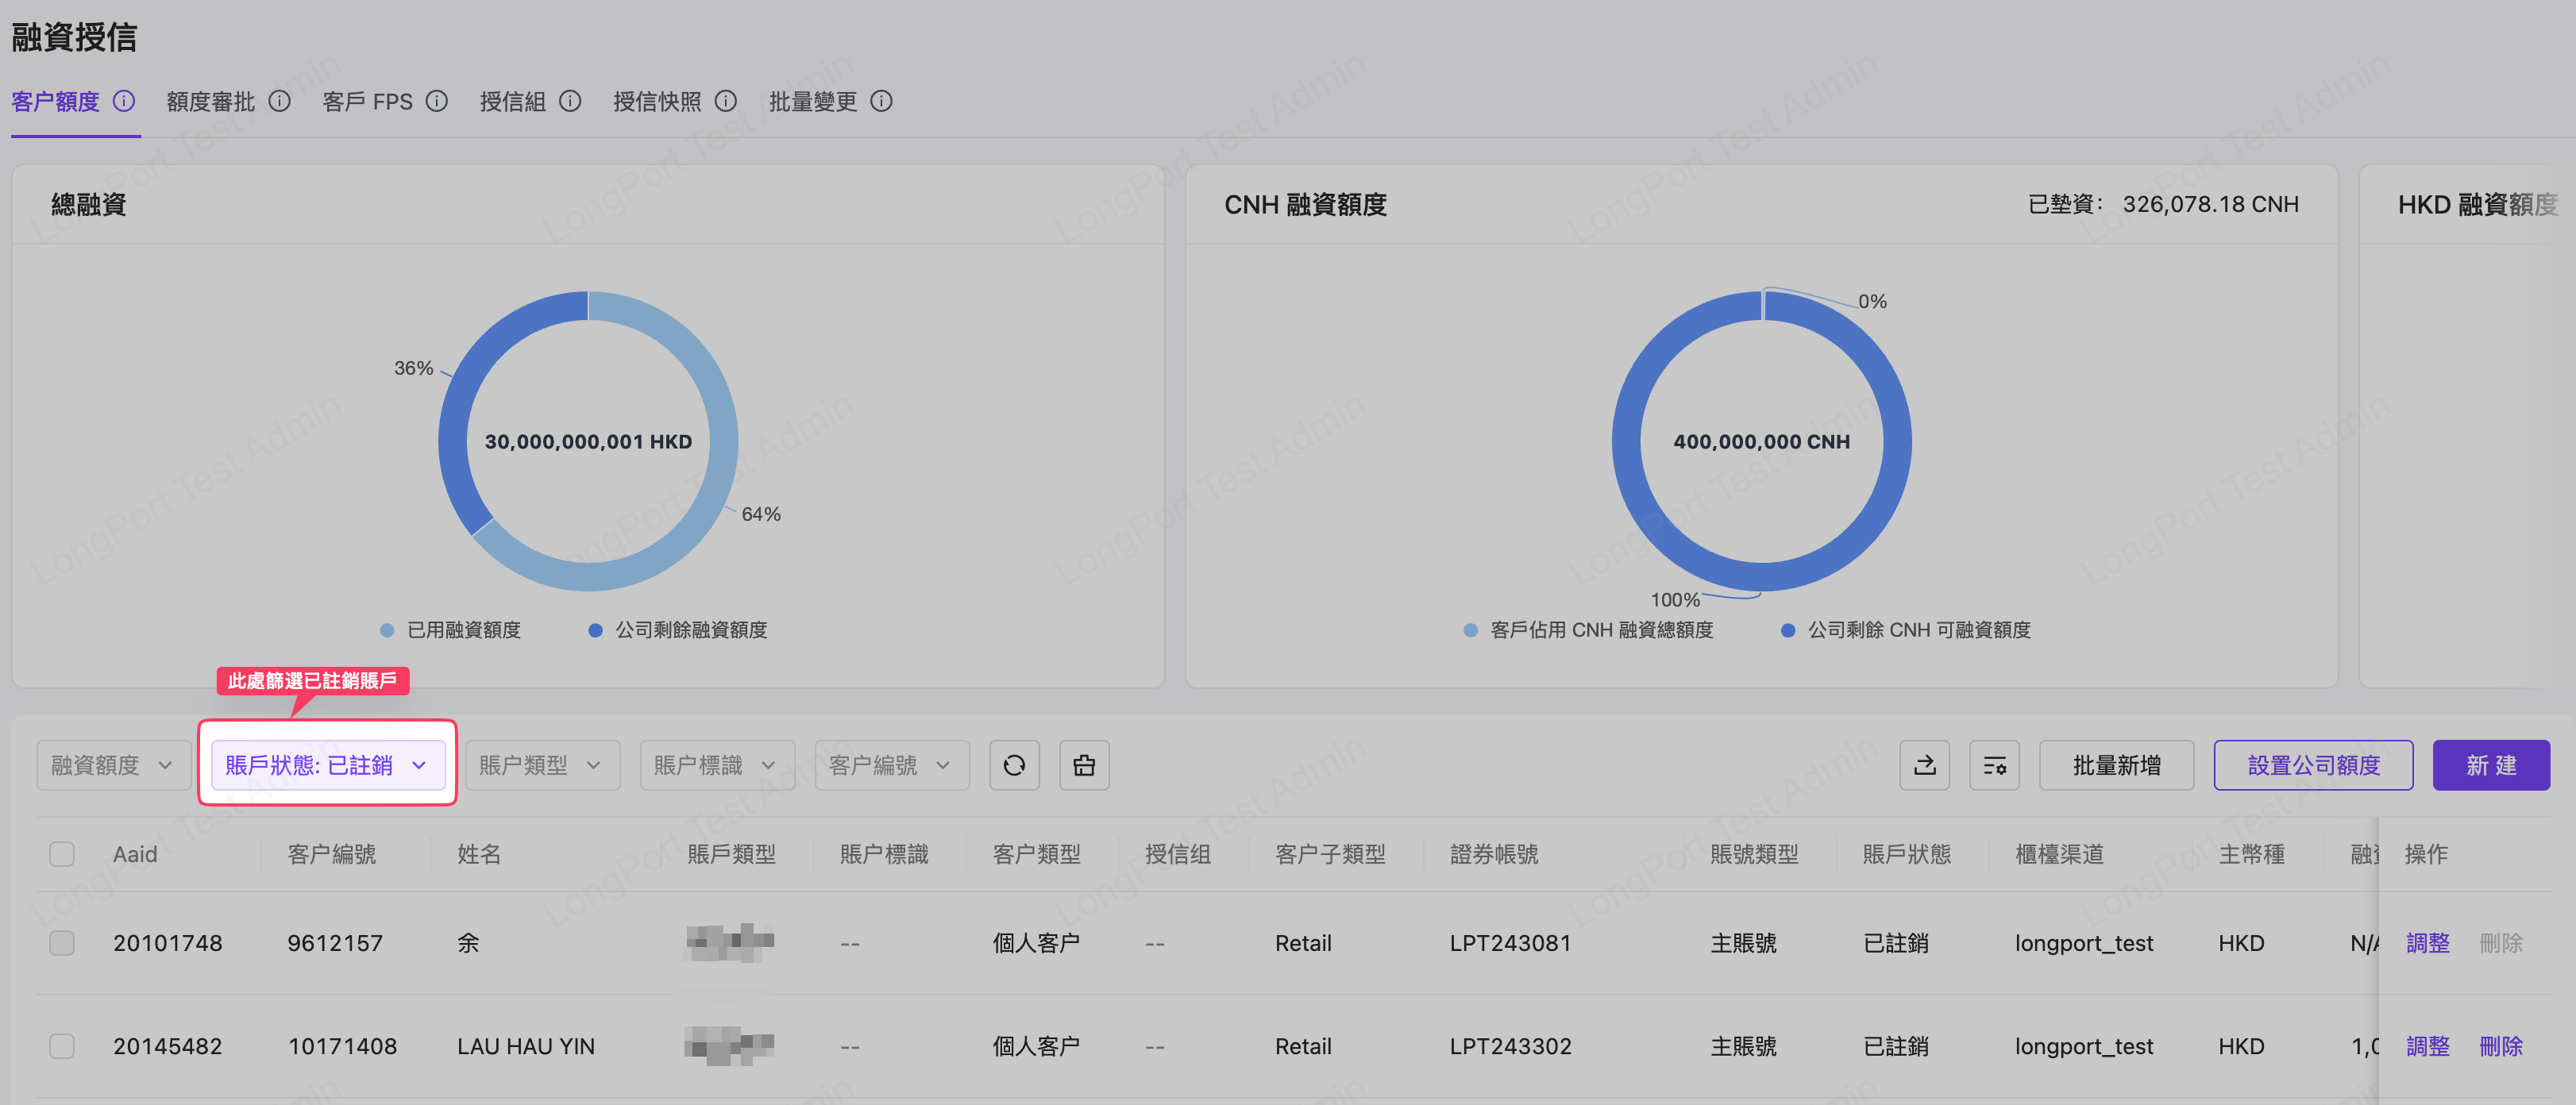 融資授信
客户額度 額度審批 客戶 FPS 授信組 授信快照 批量變更
總融資
CNH 融資額度 已墊資: 326,078.18 CNH
HKD 融資額度
36%
30,000,000,001 HKD
64%
已用融資額度 公司剩餘融資額度
0%
400,000,000 CNH
100%
客戶佔用 CNH 融資總額度 公司剩餘 CNH 可融資額度
此處篩選已註銷賬戶
融資額度 賬戶狀態: 已註銷 賬户類型 賬户標識 客户編號 批量新增 設置公司額度 新 建
Aaid 客户編號 姓名 賬戶類型 賬户標識 客户類型 授信组 客户子類型 證券帳號 賬號類型 賬戶狀態 櫃檯渠道 主幣種 操作
20101748 9612157 余 -- 個人客户 -- Retail LPT243081 主賬號 已註銷 longport_test HKD N/A 調整 刪除
20145482 10171408 LAU HAU YIN -- 個人客户 -- Retail LPT243302 主賬號 已註銷 longport_test HKD 1,0 調整 刪除
LongPort Test Admin